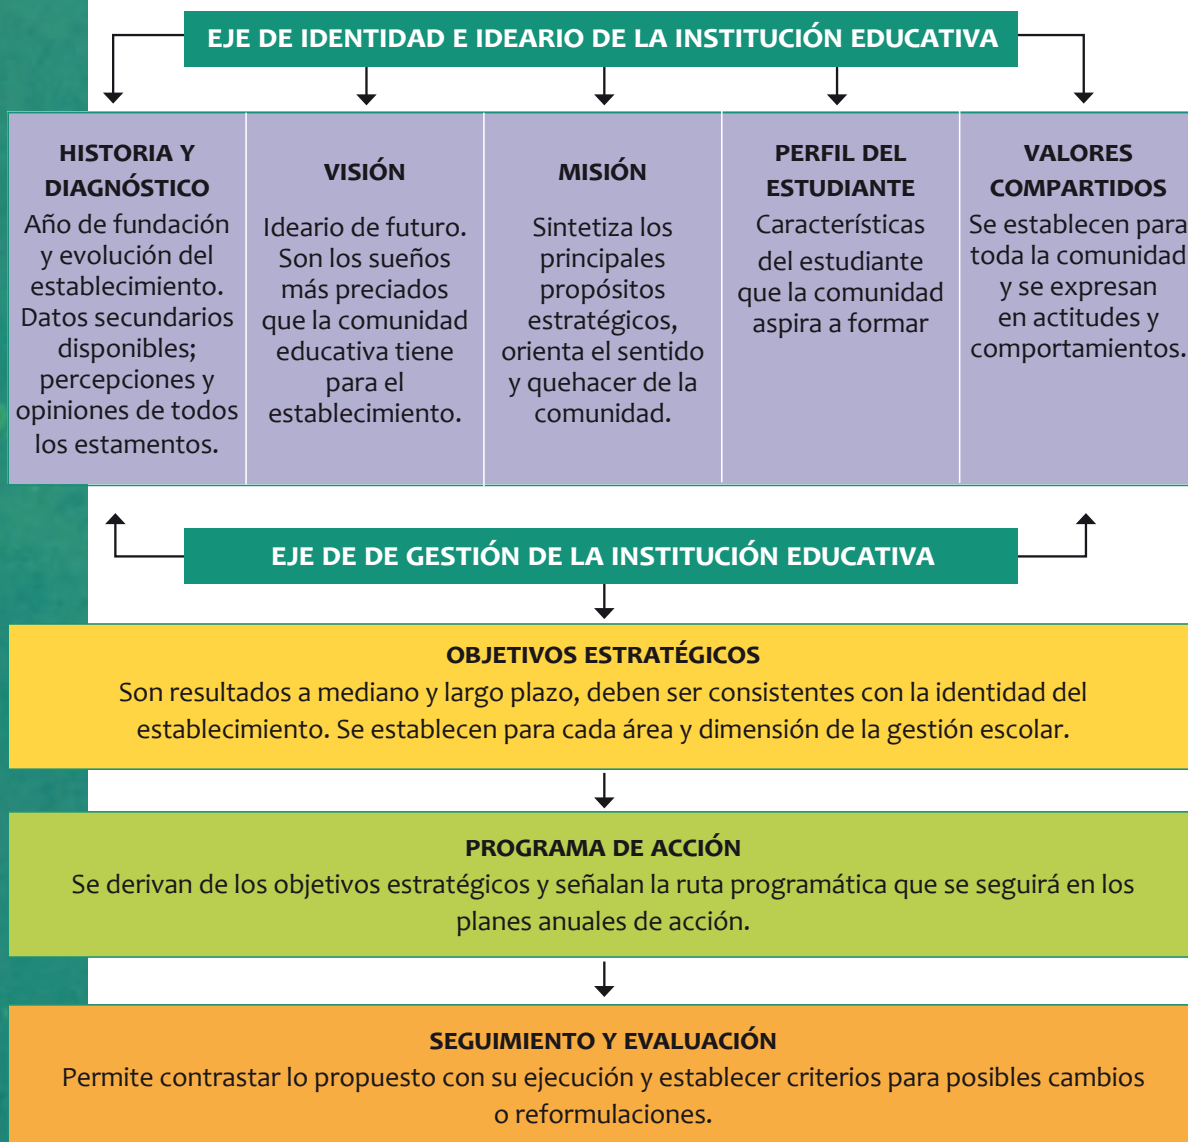 EJE DE IDENTIDAD E IDEARIO DE LA INSTITUCIÓN EDUCATIVA
HISTORIA Y
DIAGNÓSTICO
Año de fundación
y evolución del
establecimiento.
Datos secundarios
disponibles;
percepciones y
opiniones de todos
los estamentos.
VISIÓN
Ideario de futuro.
Son los sueños
más preciados
que la comunidad
educativa tiene
para el
establecimiento.
MISIÓN
Sintetiza los
principales
propósitos
estratégicos,
orienta el sentido
y quehacer de la
comunidad.
PERFIL DEL
ESTUDIANTE
Características
del estudiante
que la comunidad
aspira a formar
VALORES
COMPARTIDOS
Se establecen para
toda la comunidad
y se expresan
en actitudes y
comportamientos.
EJE DE DE GESTIÓN DE LA INSTITUCIÓN EDUCATIVA
OBJETIVOS ESTRATÉGICOS
Son resultados a mediano y largo plazo, deben ser consistentes con la identidad del
establecimiento. Se establecen para cada área y dimensión de la gestión escolar.
PROGRAMA DE ACCIÓN
Se derivan de los objetivos estratégicos y señalan la ruta programática que se seguirá en los
planes anuales de acción.
SEGUIMIENTO Y EVALUACIÓN
Permite contrastar lo propuesto con su ejecución y establecer criterios para posibles cambios
o reformulaciones.